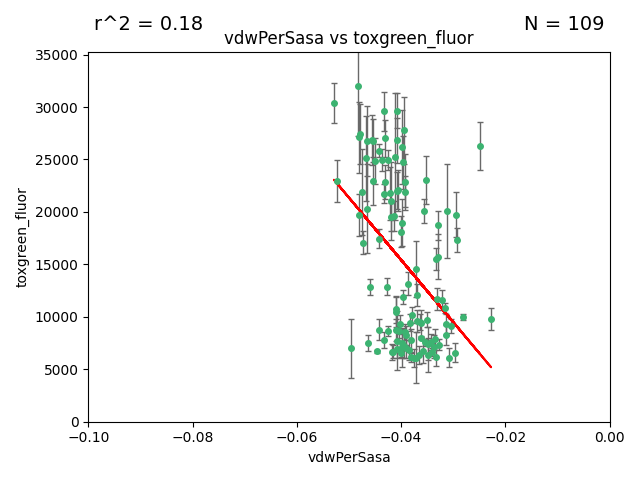 r^2 = 0.18
N = 109
vdwPerSasa vs toxgreen_fluor
35000
30000
25000
20000
15000
10000
5000
0
toxgreen_fluor
−0.10
−0.08
−0.06
−0.04
−0.02
0.00
vdwPerSasa